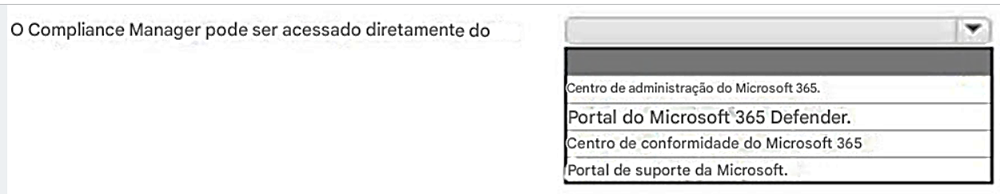 O Compliance Manager pode ser acessado diretamente do
Centro de administração do Microsoft 365.
Portal do Microsoft 365 Defender.
Centro de conformidade do Microsoft 365
Portal de suporte da Microsoft.